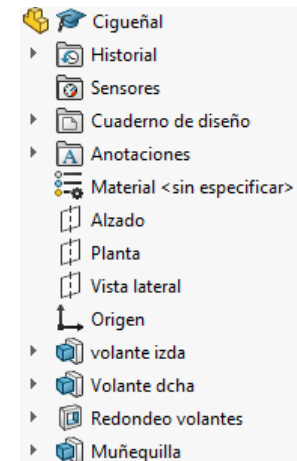 Cigueñal
Historial
Sensores
Cuaderno de diseño
Anotaciones
Material <sin especificar>
Alzado
Planta
Vista lateral
Origen
volante izda
Volante dcha
Redondeo volantes
Muñequilla